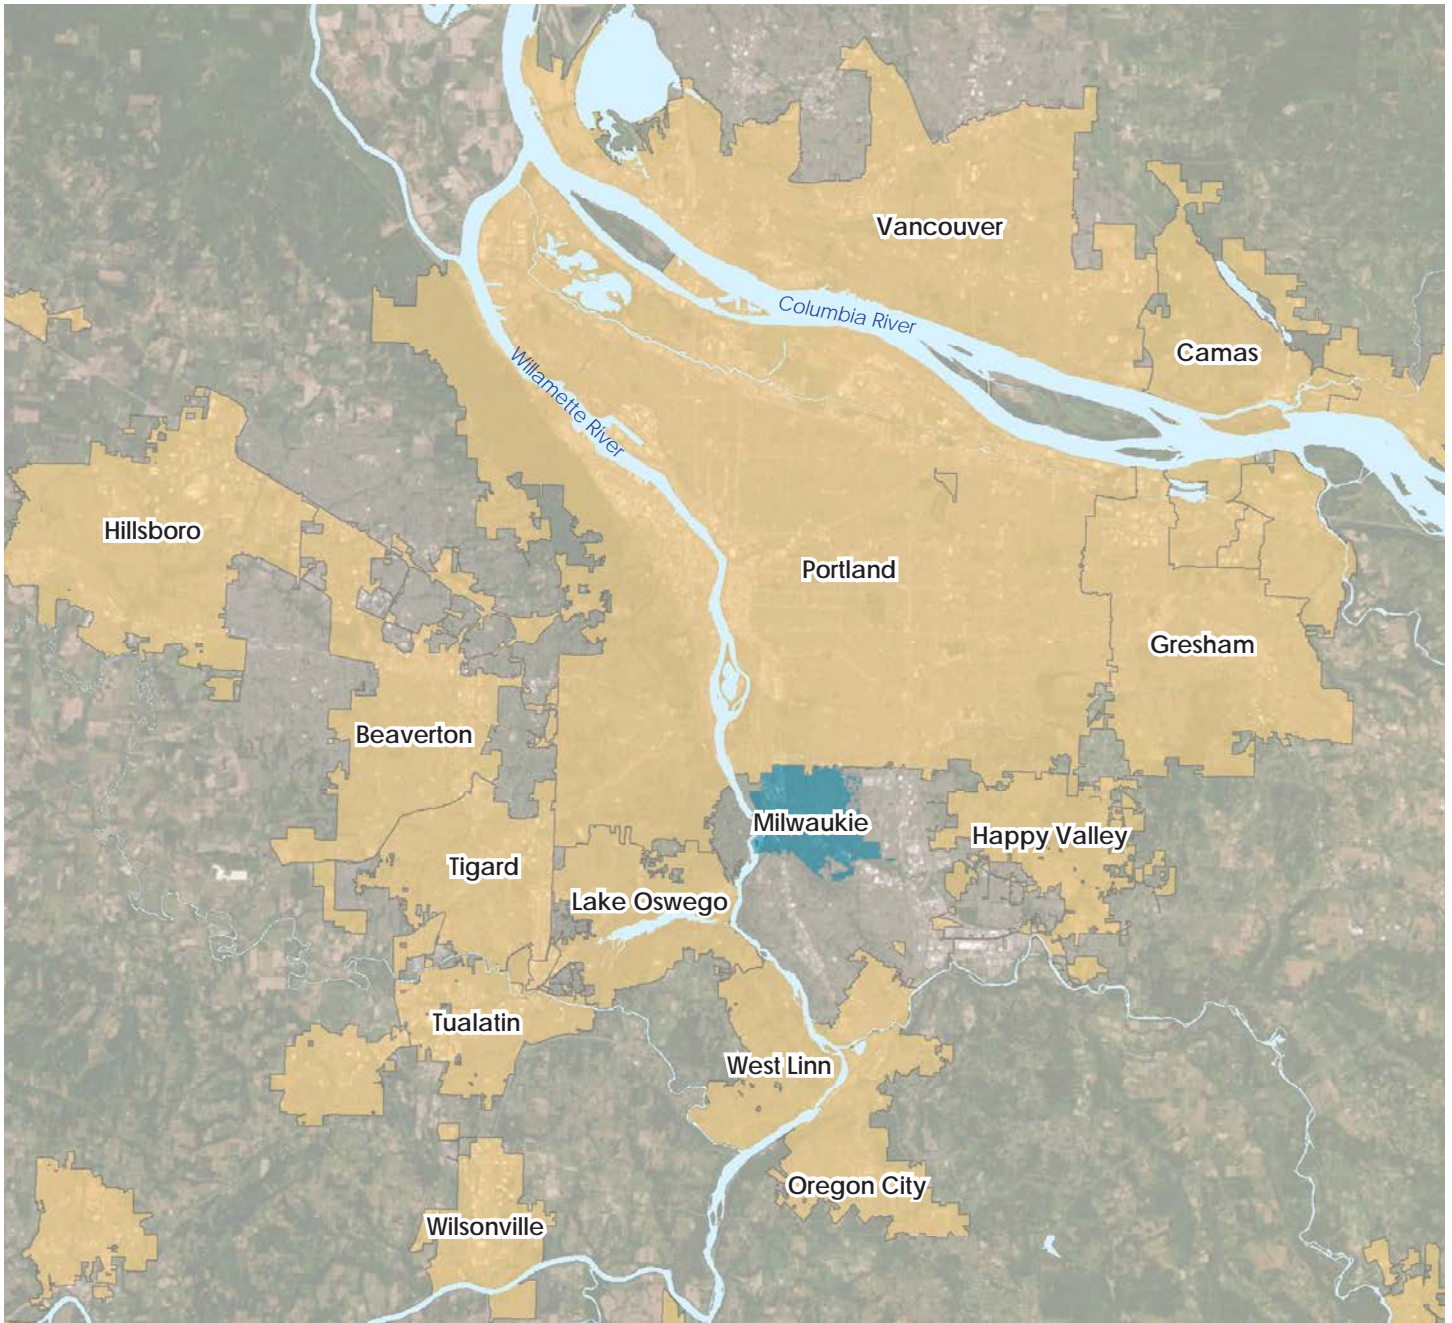 Vancouver
Columbia River
Camas
Willamette River
Hillsboro
Portland
Gresham
Beaverton
Milwaukie
Happy Valley
Tigard
Lake Oswego
Tualatin
West Linn
Oregon City
Wilsonville